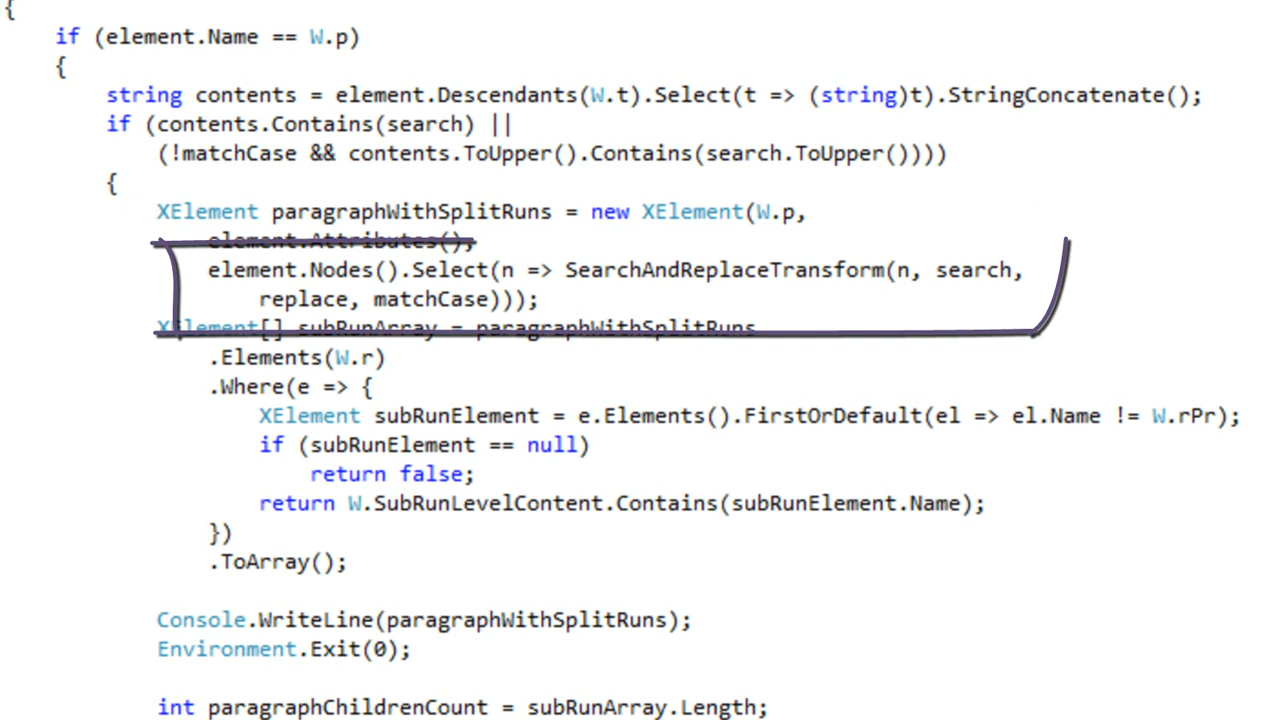 {
if (element.Name == W.p)
{
string contents = element.Descendants(W.t).Select(t => (string)t).StringConcatenate();
if (contents.Contains(search) ||
(!matchCase && contents.ToUpper().Contains(search.ToUpper())))
{
XElement paragraphWithSplitRuns = new XElement(W.p,
element.Attributes(),
element.Nodes().Select(n => SearchAndReplaceTransform(n, search,
replace, matchCase)));
XElement[] subRunArray = paragraphWithSplitRuns
.Elements(W.r)
.Where(e => {
XElement subRunElement = e.Elements().FirstOrDefault(el => el.Name != W.rPr);
if (subRunElement == null)
return false;
return W.SubRunLevelContent.Contains(subRunElement.Name);
})
.ToArray();
Console.WriteLine(paragraphWithSplitRuns);
Environment.Exit(0);
int paragraphChildrenCount = subRunArray.Length;